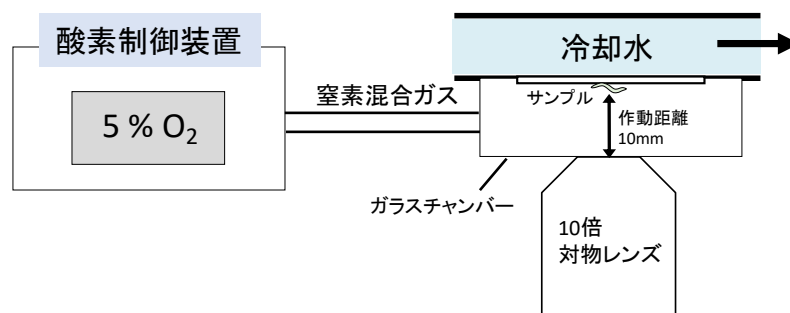 酸素制御装置
5 % O₂
窒素混合ガス
冷却水
サンプル
作動距離
10mm
ガラスチャンバー
10倍
対物レンズ